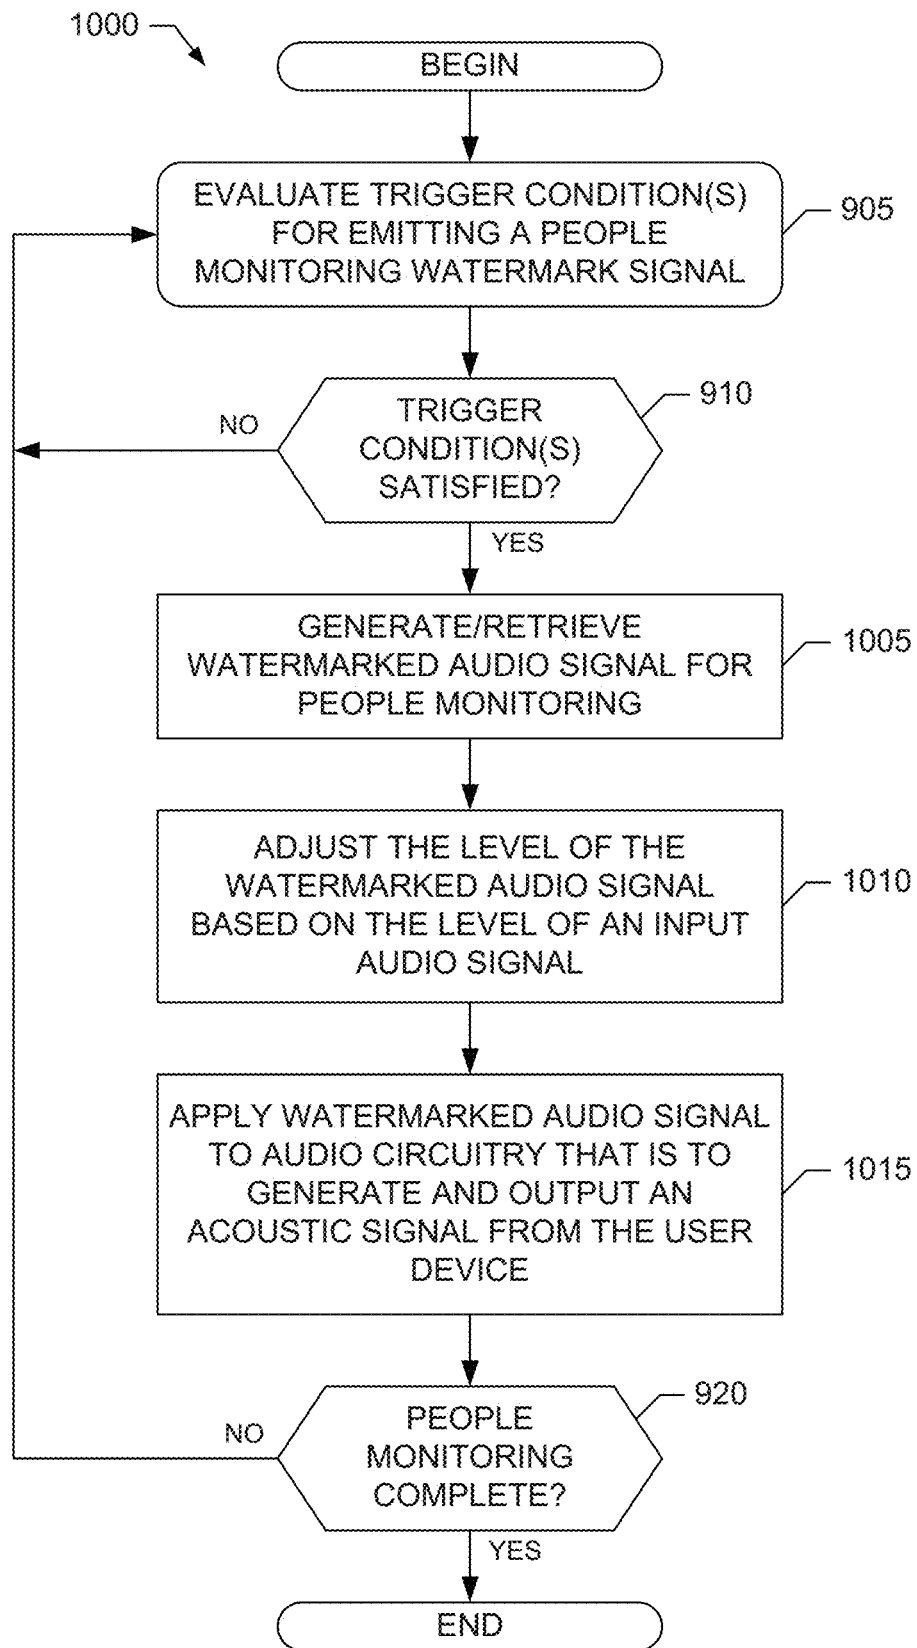 1000
BEGIN
EVALUATE TRIGGER CONDITION(S)
FOR EMITTING A PEOPLE
MONITORING WATERMARK SIGNAL
905
TRIGGER
CONDITION(S)
SATISFIED?
910
NO
YES
GENERATE/RETRIEVE
WATERMARKED AUDIO SIGNAL FOR
PEOPLE MONITORING
1005
ADJUST THE LEVEL OF THE
WATERMARKED AUDIO SIGNAL
BASED ON THE LEVEL OF AN INPUT
AUDIO SIGNAL
1010
APPLY WATERMARKED AUDIO SIGNAL
TO AUDIO CIRCUITRY THAT IS TO
GENERATE AND OUTPUT AN
ACOUSTIC SIGNAL FROM THE USER
DEVICE
1015
PEOPLE
MONITORING
COMPLETE?
920
NO
YES
END